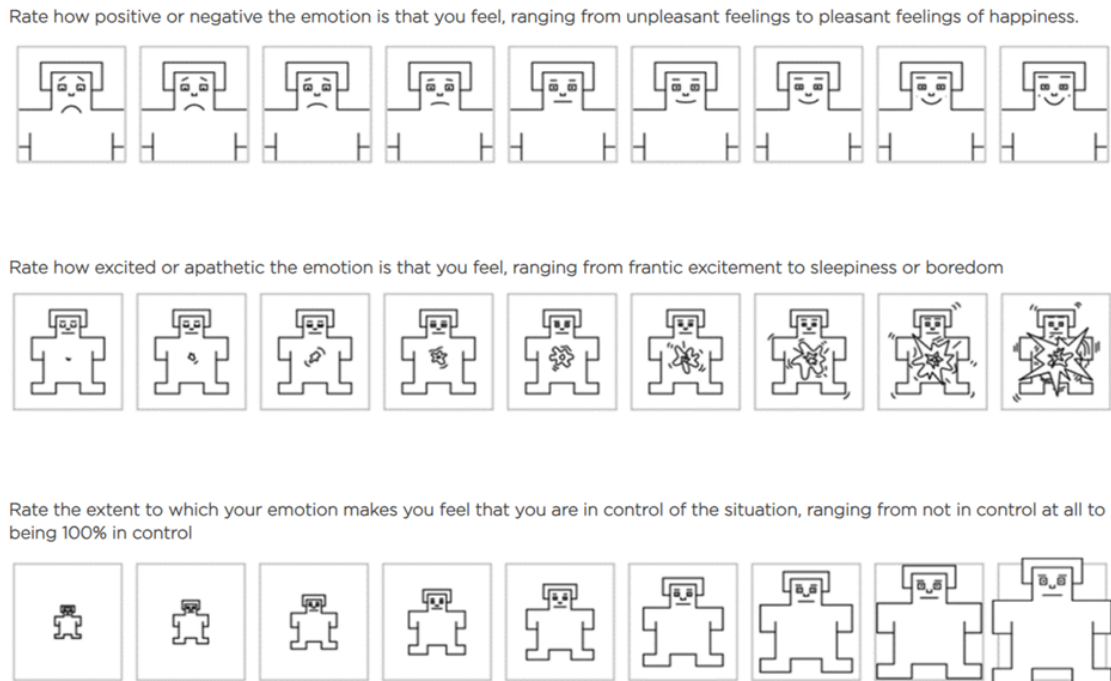 Rate how positive or negative the emotion is that you feel, ranging from unpleasant feelings to pleasant feelings of happiness.
Rate how excited or apathetic the emotion is that you feel, ranging from frantic excitement to sleepiness or boredom
Rate the extent to which your emotion makes you feel that you are in control of the situation, ranging from not in control at all to
being 100% in control